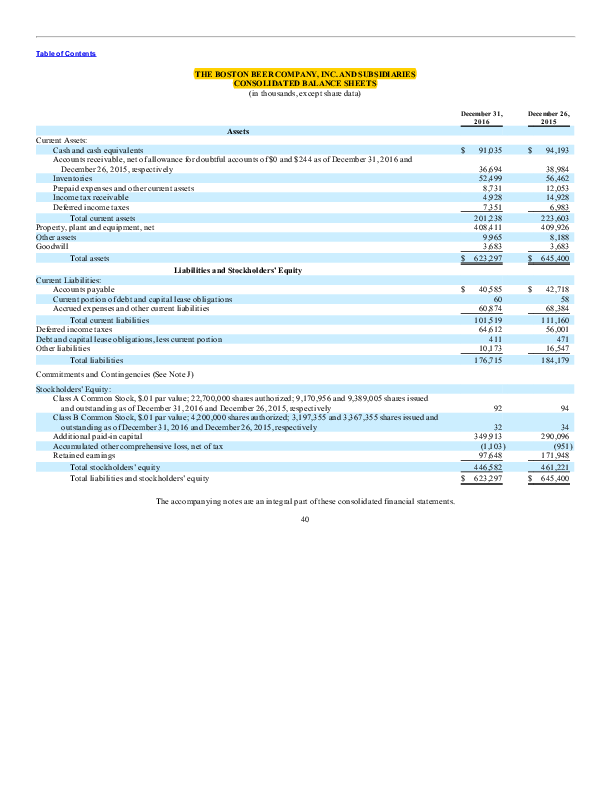 Table of Contents
THE BOSTON BEER COMPANY, INC. AND SUBSIDIARIES
CONSOLIDATED BALANCE SHEETS
(in thousands, except share data)
December 31, 2016 December 26, 2015
Assets
Current Assets:
Cash and cash equivalents $ 91,035 $ 94,193
Accounts receivable, net of allowance for doubtful accounts of $0 and $244 as of December 31, 2016 and
December 26, 2015, respectively 36,694 38,984
Inventories 52,499 56,462
Prepaid expenses and other current assets 8,731 12,053
Income tax receivable 4,928 14,928
Deferred income taxes 7,351 6,983
Total current assets 201,238 223,603
Property, plant and equipment, net 408,411 409,926
Other assets 9,965 8,188
Goodwill 3,683 3,683
Total assets $ 623,297 $ 645,400
Liabilities and Stockholders' Equity
Current Liabilities:
Accounts payable $ 40,585 $ 42,718
Current portion of debt and capital lease obligations 60 58
Accrued expenses and other current liabilities 60,874 68,384
Total current liabilities 101,519 111,160
Deferred income taxes 64,612 56,001
Debt and capital lease obligations, less current portion 411 471
Other liabilities 10,173 16,547
Total liabilities 176,715 184,179
Commitments and Contingencies (See Note J)
Stockholders' Equity:
Class A Common Stock, $.01 par value; 22,700,000 shares authorized; 9,170,956 and 9,389,005 shares issued
and outstanding as of December 31, 2016 and December 26, 2015, respectively 92 94
Class B Common Stock, $.01 par value; 4,200,000 shares authorized; 3,197,355 and 3,367,355 shares issued and
outstanding as of December 31, 2016 and December 26, 2015, respectively 32 34
Additional paid-in capital 349,913 290,096
Accumulated other comprehensive loss, net of tax (1,103) (951)
Retained earnings 97,648 171,948
Total stockholders' equity 446,582 461,221
Total liabilities and stockholders' equity $ 623,297 $ 645,400
The accompanying notes are an integral part of these consolidated financial statements.
40